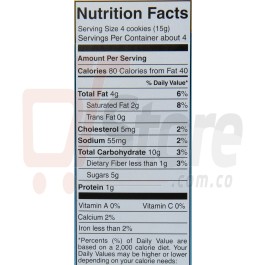 Nutrition Facts
Serving Size 4 cookies (15g)
Servings Per Container about 4
Amount Per Serving
Calories 80 Calories from Fat 40
% Daily Value*
Total Fat 4g 6%
Saturated Fat 2g 8%
Trans Fat 0g
Cholesterol 5mg 2%
Sodium 55mg 2%
Total Carbohydrate 10g 3%
Dietary Fiber less than 1g 3%
Sugars 5g
Protein 1g
Vitamin A 0% Vitamin C 0%
Calcium 2%
Iron less than 2%
*Percents (%) of Daily Value are
based on a 2,000 calorie diet. Your
Daily Values may be higher or lower
depending on your calorie needs:
Store
.com.co